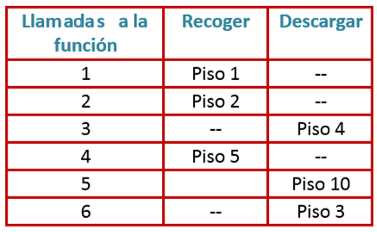 Llamadas a la función Recoger Descargar
1 Piso 1 --
2 Piso 2 --
3 -- Piso 4
4 Piso 5 --
5 Piso 10
6 -- Piso 3